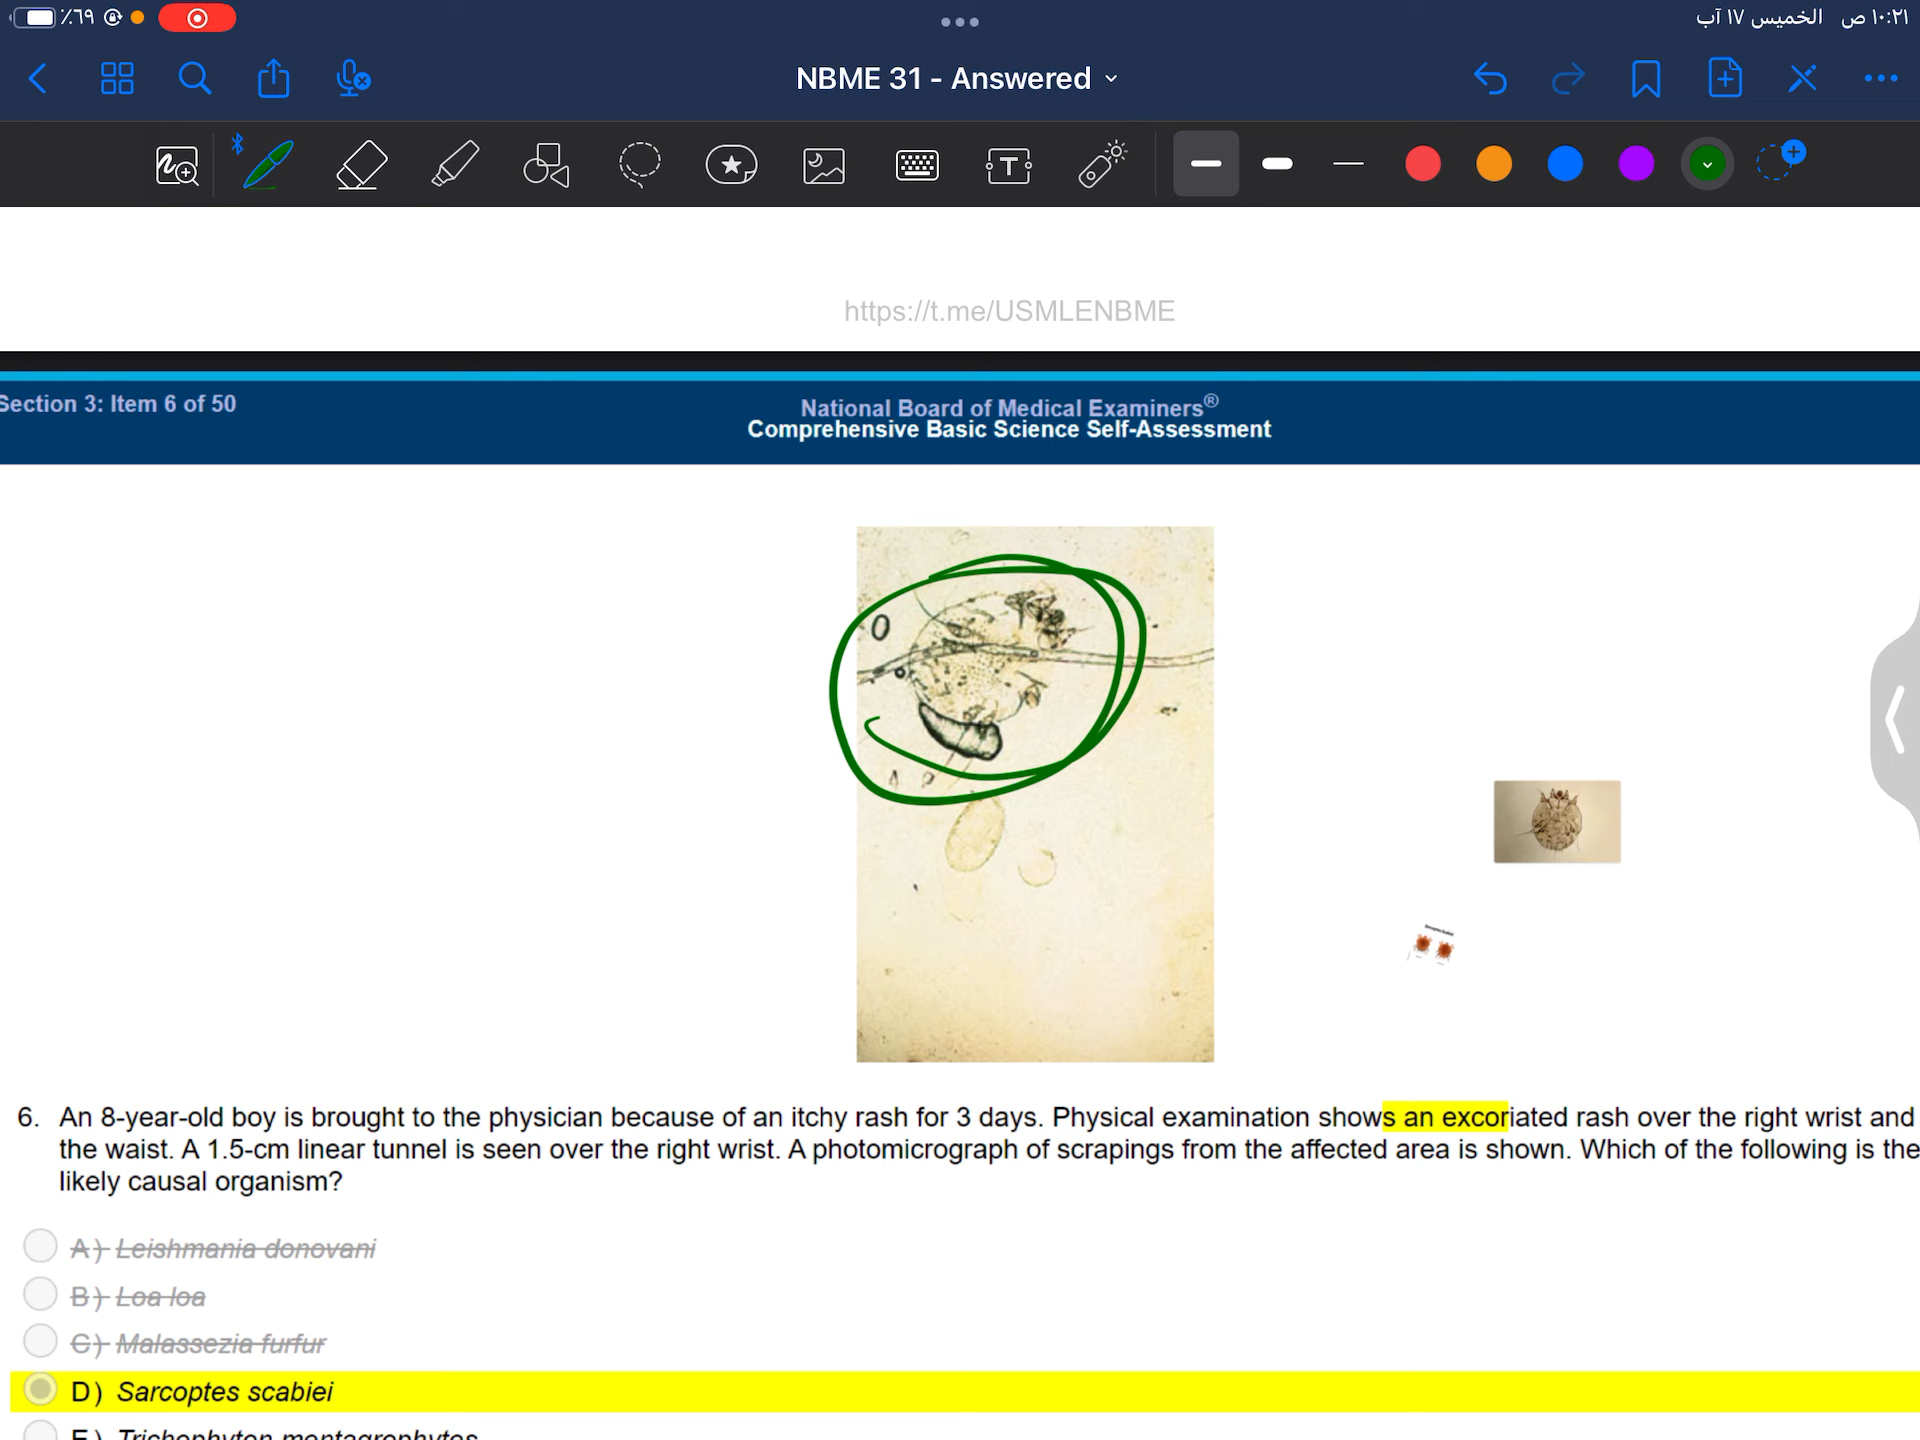 ٪٦٩
الخميس ١٧ آب ١٠:٢١ ص
NBME 31 - Answered
https://t.me/USMLENBME
Section 3: Item 6 of 50
National Board of Medical Examiners®
Comprehensive Basic Science Self-Assessment
6. An 8-year-old boy is brought to the physician because of an itchy rash for 3 days. Physical examination shows an excoriated rash over the right wrist and
the waist. A 1.5-cm linear tunnel is seen over the right wrist. A photomicrograph of scrapings from the affected area is shown. Which of the following is the
likely causal organism?
A) Leishmania donovani
B) Loa loa
C) Malassezia furfur
D) Sarcoptes scabiei
E) Trichophyton mentagrophytes